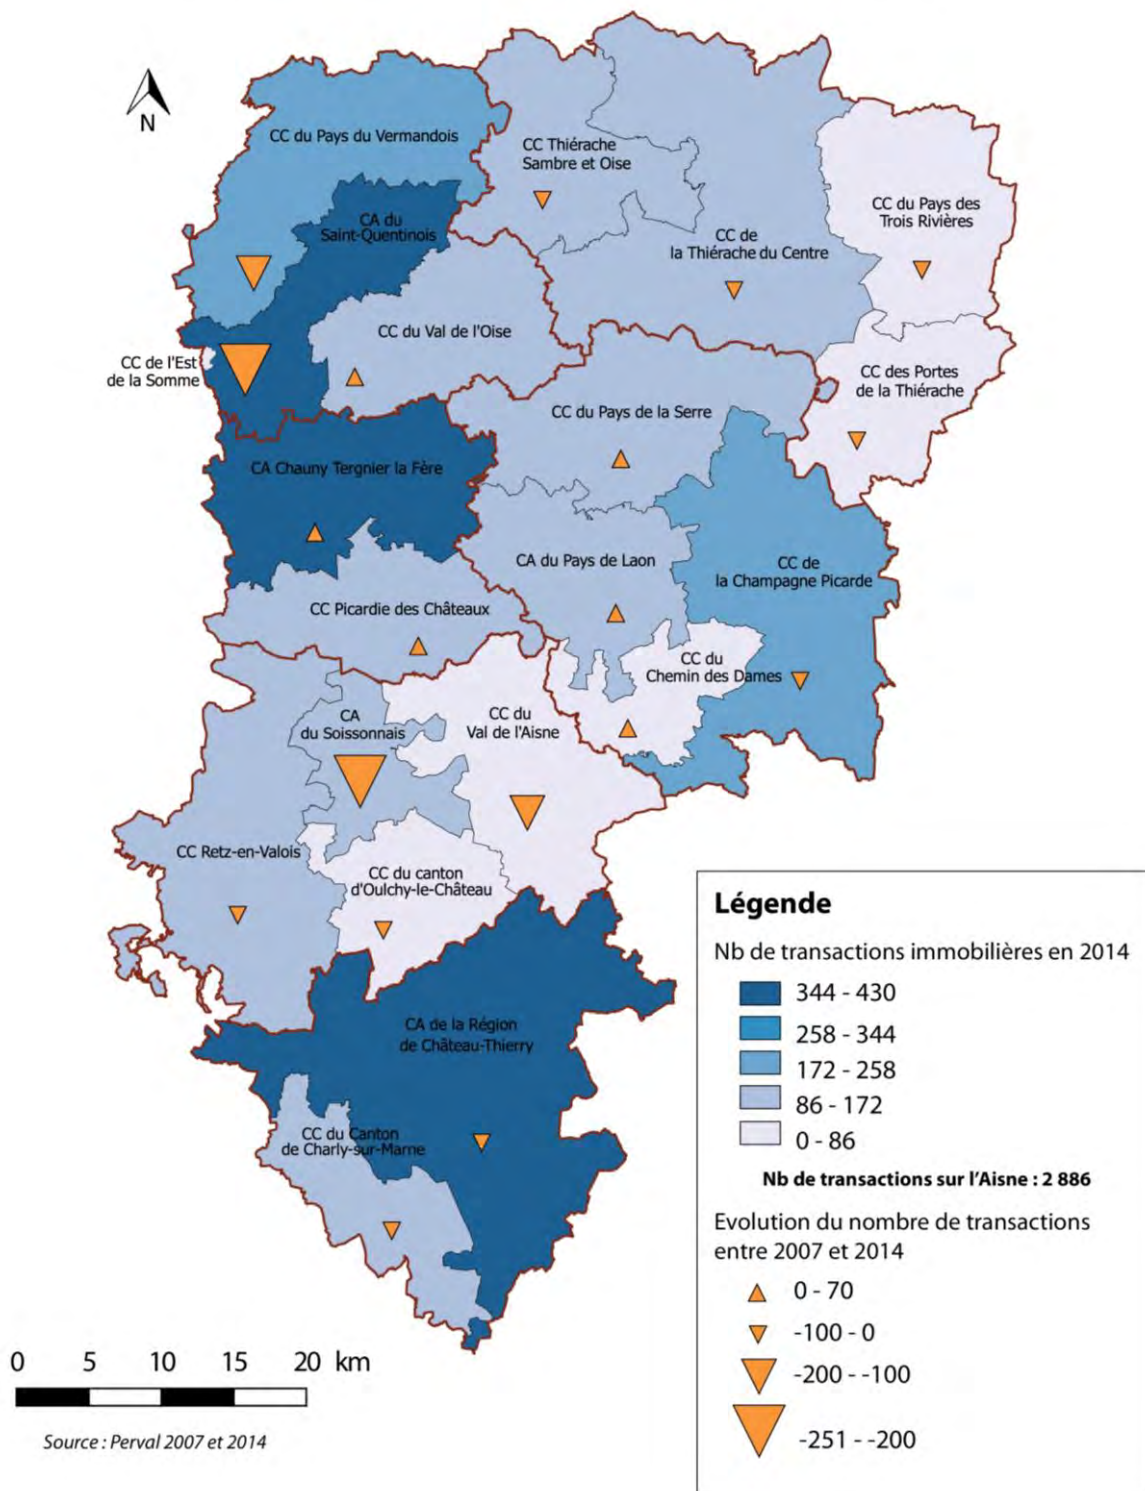 N
CC du Pays du Vermandois
CC Thiérache
Sambre et Oise
CA du
Saint-Quentinois
CC du Pays des
Trois Rivières
CC de
la Thiérache du Centre
CC du Val de l'Oise
CC de l'Est
de la Somme
CC des Portes
de la Thiérache
CC du Pays de la Serre
CA Chauny Tergnier la Fère
CA du Pays de Laon
CC de
la Champagne Picarde
CC Picardie des Châteaux
CC du
Chemin des Dames
CA
du Soissonnais
CC du
Val de l'Aisne
CC Retz-en-Valois
CC du canton
d'Oulchy-le-Château
CA de la Région
de Château-Thierry
CC du Canton
de Charly-sur-Marne
Légende
Nb de transactions immobilières en 2014
344 - 430
258 - 344
172 - 258
86 - 172
0 - 86
Nb de transactions sur l'Aisne : 2 886
Evolution du nombre de transactions
entre 2007 et 2014
0 - 70
-100 - 0
-200 - -100
-251 - -200
0 5 10 15 20 km
Source : Perval 2007 et 2014